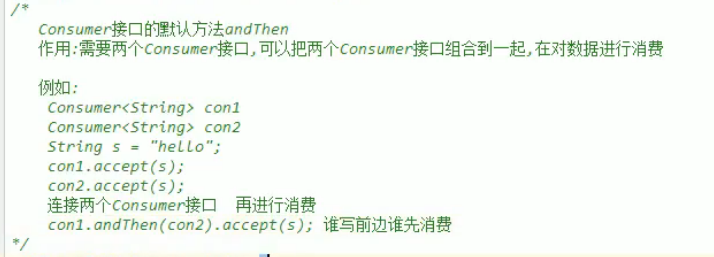 /*
Consumer接口的默认方法andThen
作用:需要两个Consumer接口,可以把两个Consumer接口组合到一起,在对数据进行消费
例如:
Consumer<String> con1
Consumer<String> con2
String s = "hello";
con1.accept(s);
con2.accept(s);
连接两个Consumer接口  再进行消费
con1.andThen(con2).accept(s); 谁写前边谁先消费
*/